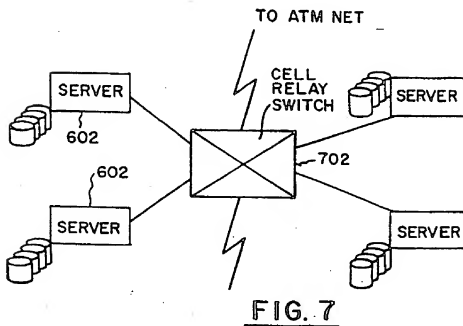 TO ATM NET
CELL
RELAY
SWITCH
SERVER
SERVER
602
702
602
SERVER
SERVER
FIG. 7